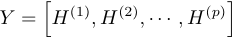 Y = [H^{(1)}, H^{(2)}, ⋯, H^{(p)}]